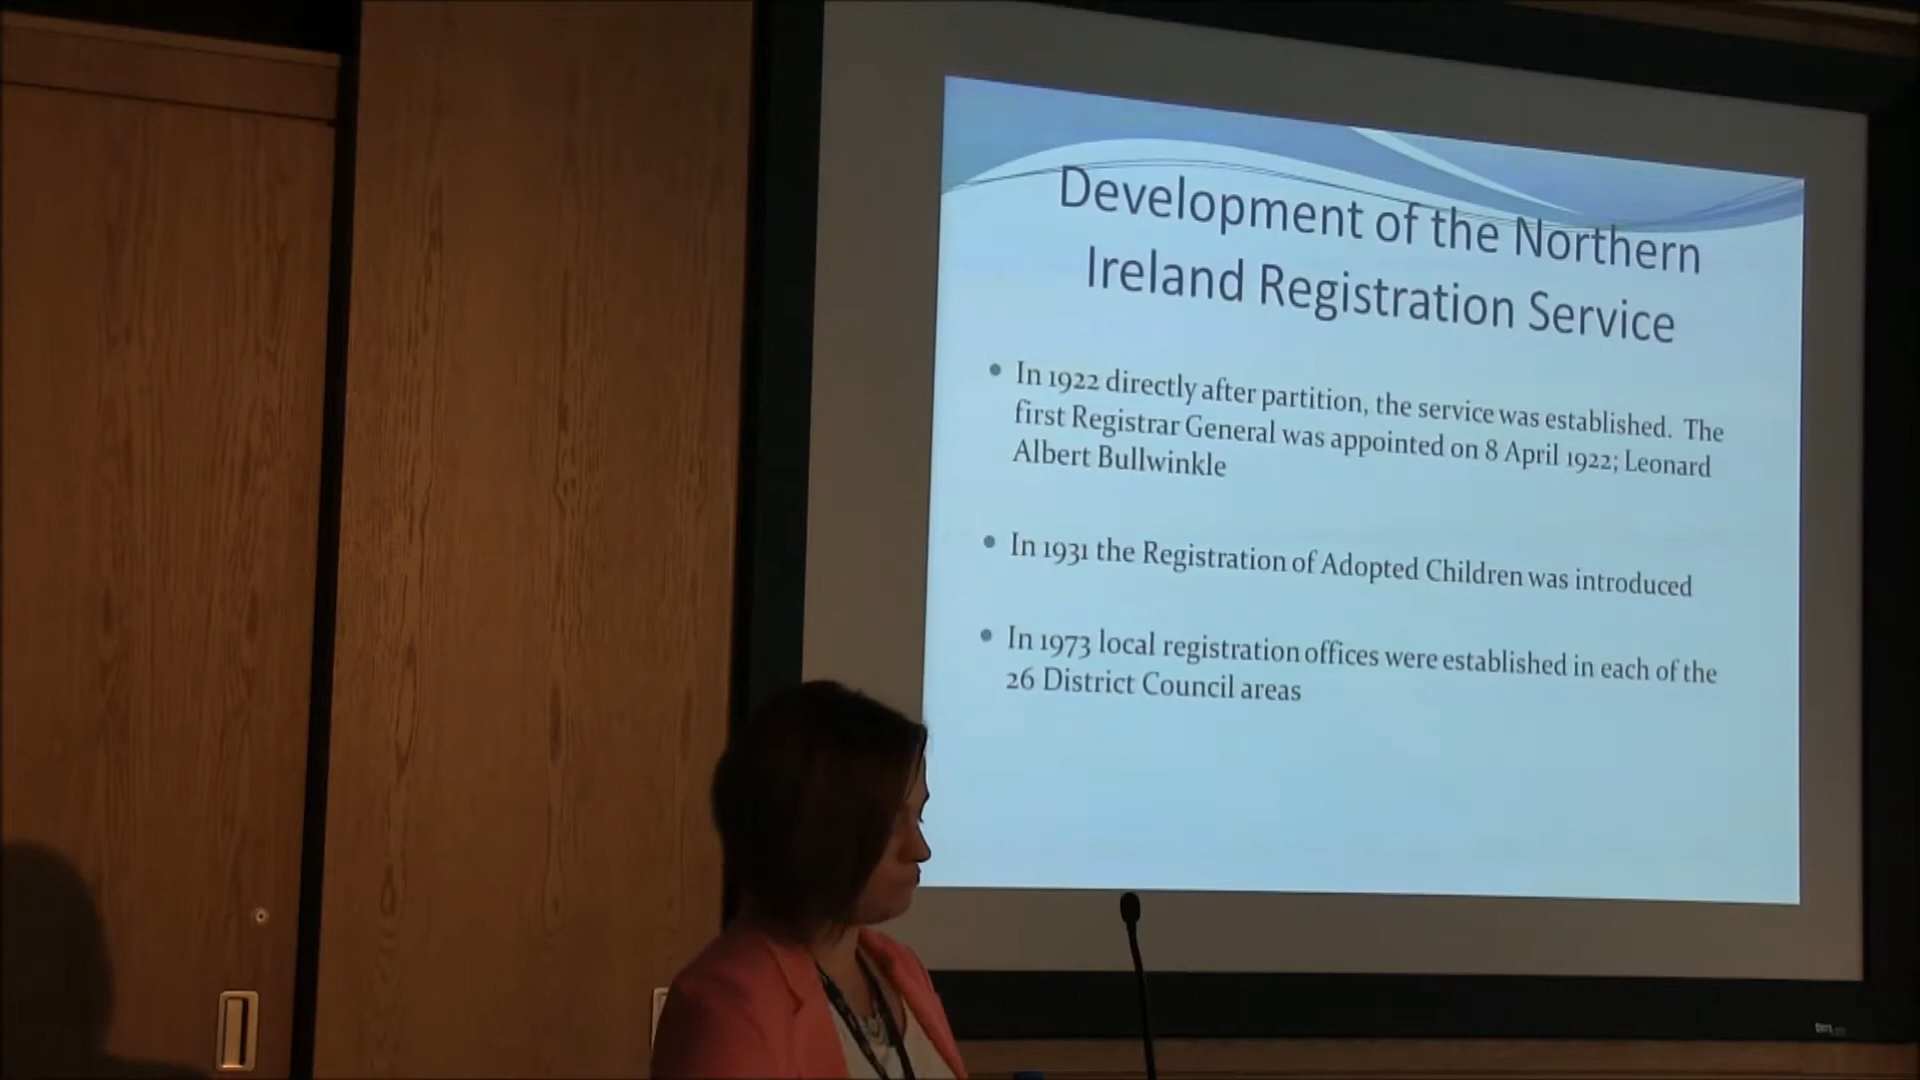 Development of the Northern
Ireland Registration Service
• In 1922 directly after partition, the service was established. The
first Registrar General was appointed on 8 April 1922; Leonard
Albert Bullwinkle
• In 1931 the Registration of Adopted Children was introduced
• In 1973 local registration offices were established in each of the
26 District Council areas